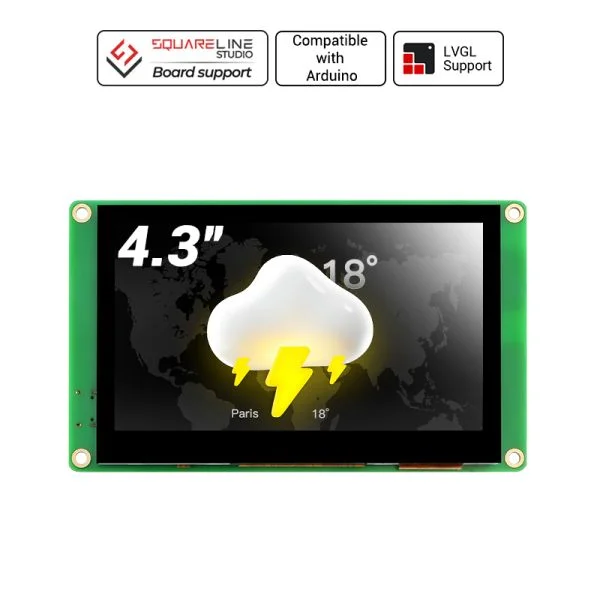 SQUARELINE
STUDIO
Board support
Compatible
with
Arduino
LVGL
Support
4.3"
18°
Paris 18°